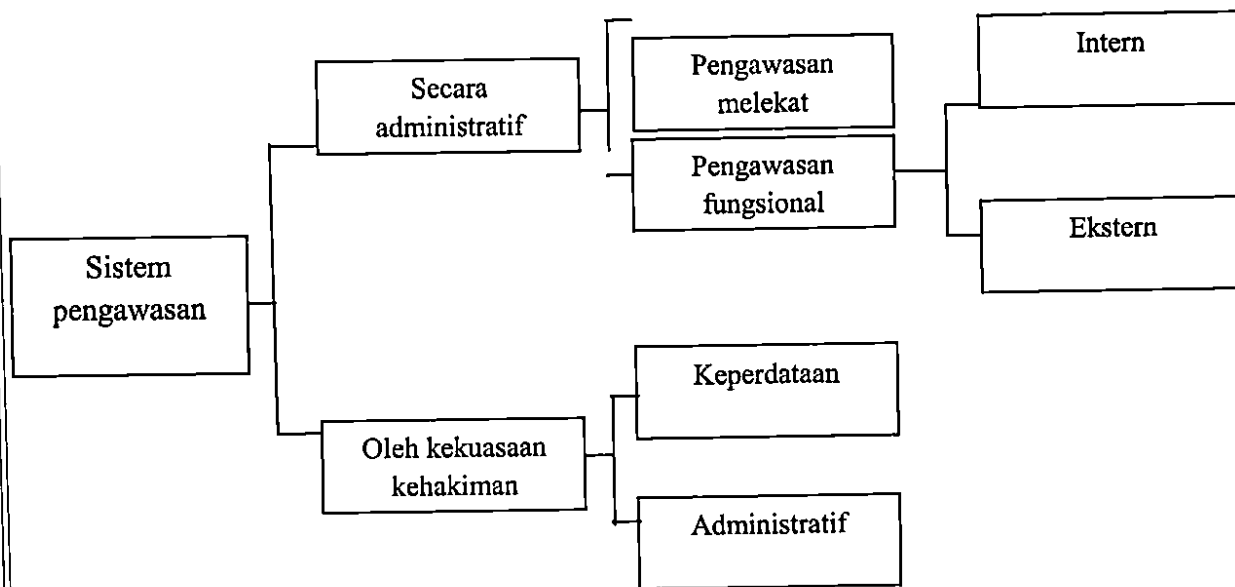 Sistem
pengawasan
Secara
administratif
Pengawasan
melekat
Pengawasan
fungsional
Intern
Ekstern
Oleh kekuasaan
kehakiman
Keperdataan
Administratif